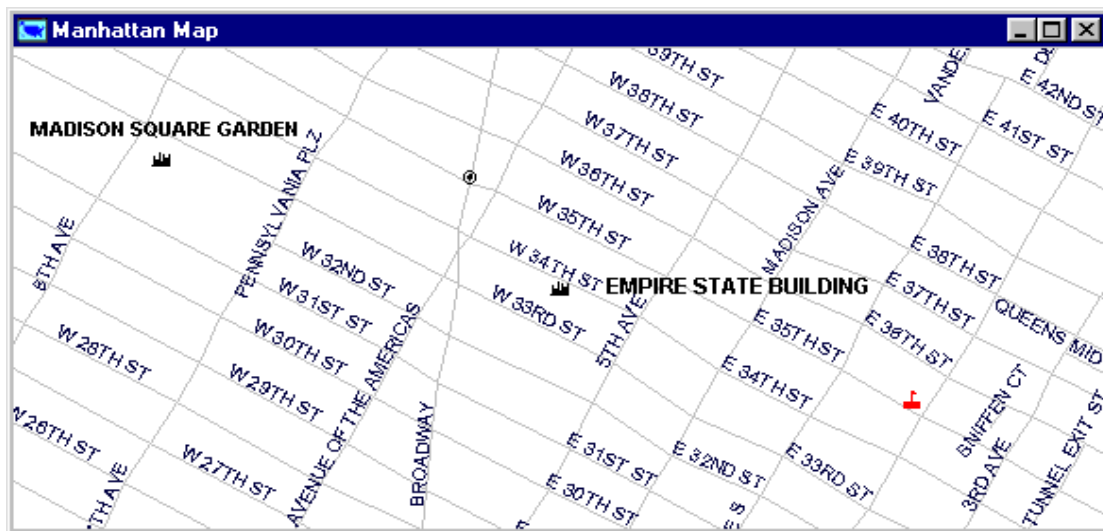 Manhattan Map
39TH ST
W 38TH ST
W 37TH ST
W 36TH ST
W 35TH ST
W 34TH ST
W 33RD ST
MADISON SQUARE GARDEN
PENNSYLVANIA PLZ
8TH AVE
W 32ND ST
W 31ST ST
W 30TH ST
W 29TH ST
W 28TH ST
W 27TH ST
W 26TH ST
TH AVE
AVENUE OF THE AMERICAS
BROADWAY
EMPIRE STATE BUILDING
5TH AVE
MADISON AVE
VANDE
DE
E 42ND ST
E 41ST ST
E 40TH ST
E 39TH ST
E 38TH ST
E 37TH ST
E 36TH ST
E 35TH ST
E 34TH ST
E 33RD ST
E 32ND ST
E 31ST ST
E 30TH ST
E S
QUEENS MID
SNIFFEN CT
3RD AVE
TUNNEL EXIT ST